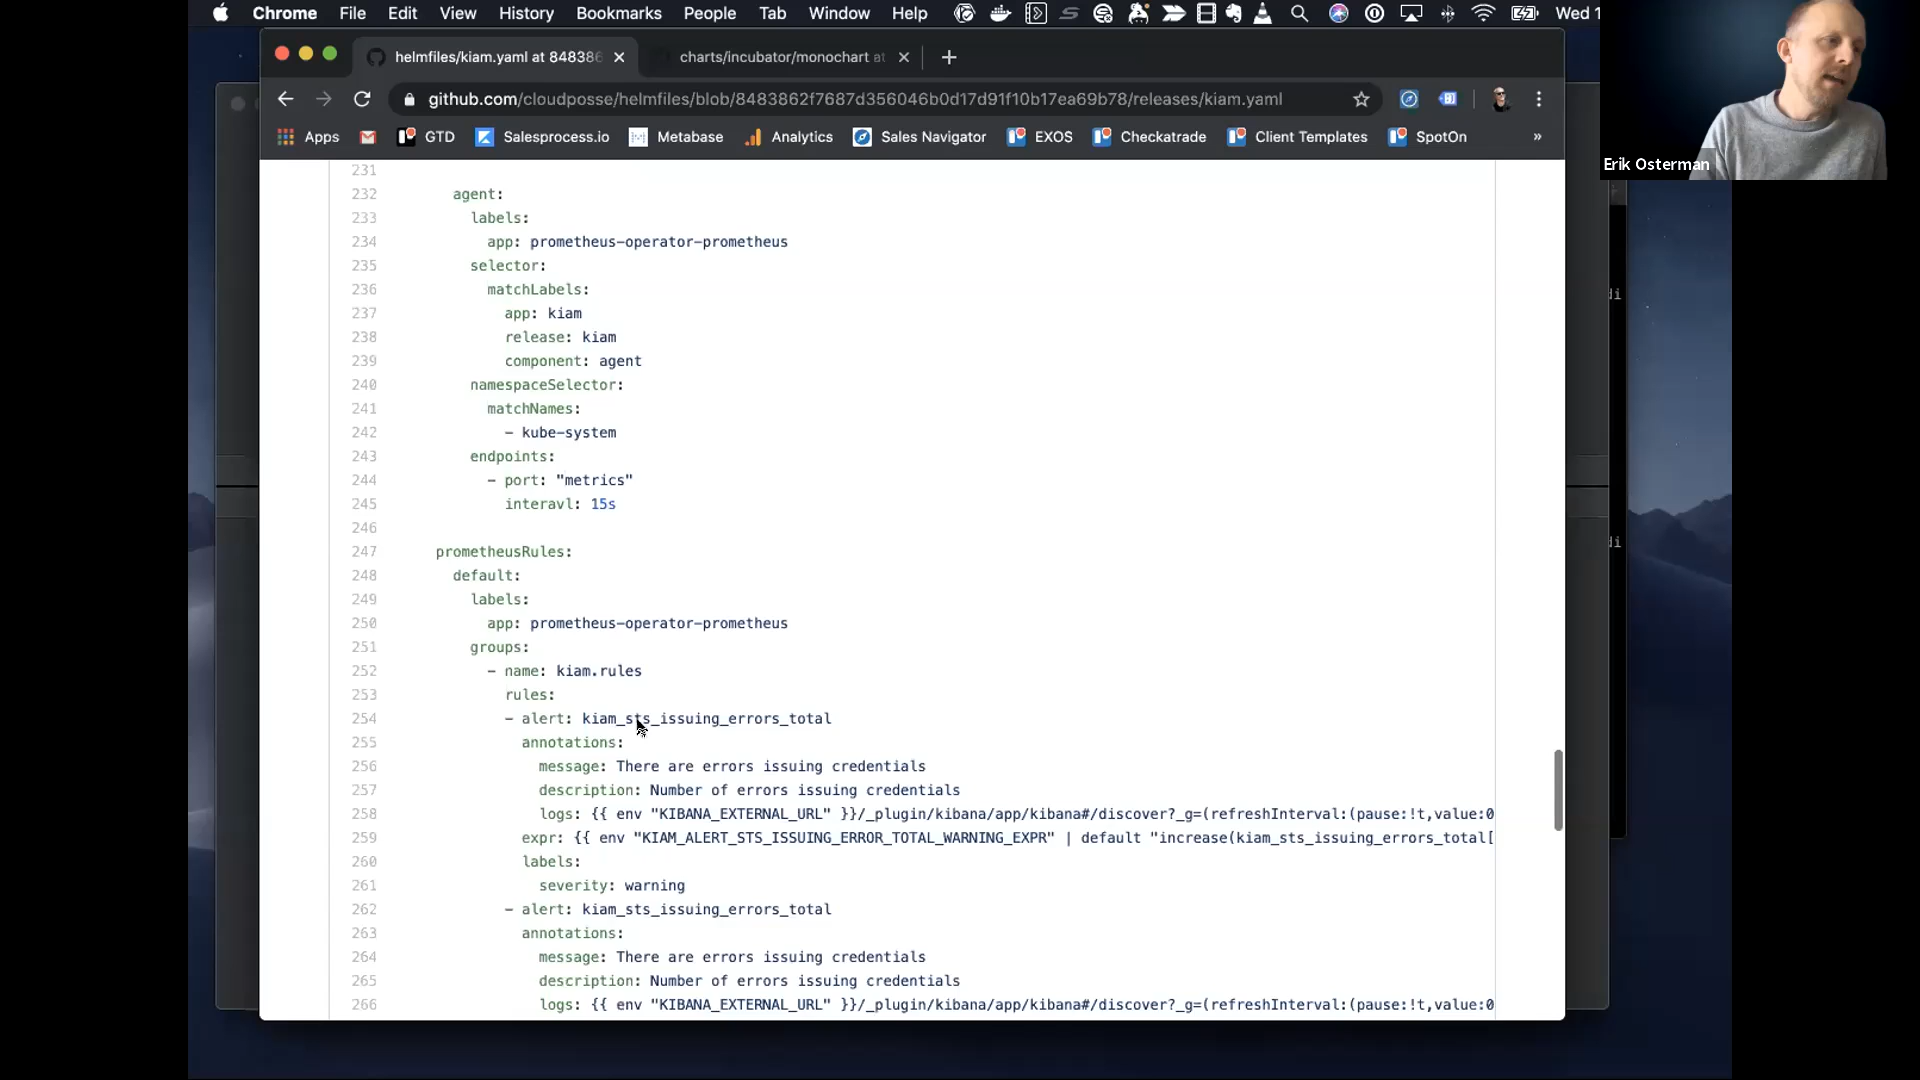 Chrome File Edit View History Bookmarks People Tab Window Help Wed 1
helmfiles/kiam.yaml at 84838
charts/incubator/monochart at
github.com/cloudposse/helmfiles/blob/8483862f7687d356046b0d17d91f10b17ea69b78/releases/kiam.yaml
Apps GTD Salesprocess.io Metabase Analytics Sales Navigator EXOS Checkatrade Client Templates SpotOn »
Erik Osterman
231
232 agent:
233 labels:
234 app: prometheus-operator-prometheus
235 selector:
236 matchLabels:
237 app: kiam
238 release: kiam
239 component: agent
240 namespaceSelector:
241 matchNames:
242 - kube-system
243 endpoints:
244 - port: "metrics"
245 interavl: 15s
246
247 prometheusRules:
248 default:
249 labels:
250 app: prometheus-operator-prometheus
251 groups:
252 - name: kiam.rules
253 rules:
254 - alert: kiam_sts_issuing_errors_total
255 annotations:
256 message: There are errors issuing credentials
257 description: Number of errors issuing credentials
258 logs: {{ env "KIBANA_EXTERNAL_URL" }}/_plugin/kibana/app/kibana#/discover?_g=(refreshInterval:(pause:!t,value:0
259 expr: {{ env "KIAM_ALERT_STS_ISSUING_ERROR_TOTAL_WARNING_EXPR" | default "increase(kiam_sts_issuing_errors_total[
260 labels:
261 severity: warning
262 - alert: kiam_sts_issuing_errors_total
263 annotations:
264 message: There are errors issuing credentials
265 description: Number of errors issuing credentials
266 logs: {{ env "KIBANA_EXTERNAL_URL" }}/_plugin/kibana/app/kibana#/discover?_g=(refreshInterval:(pause:!t,value:0